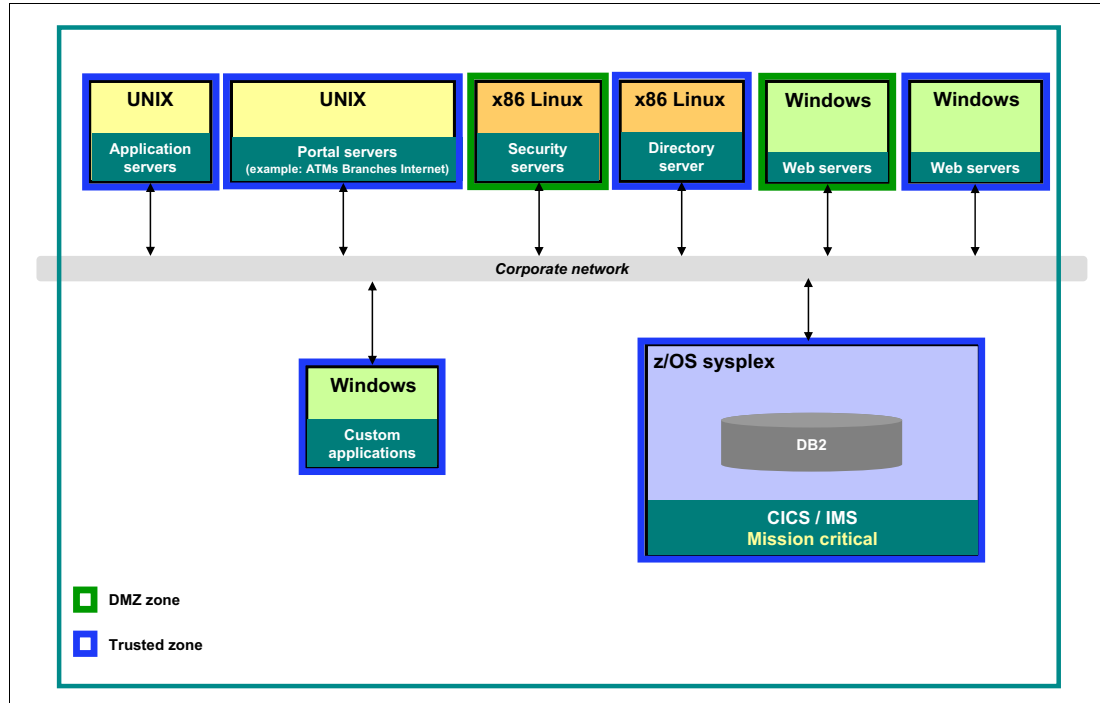 UNIX
Application
servers
UNIX
Portal servers
(example: ATMs Branches Internet)
x86 Linux
Security
servers
x86 Linux
Directory
server
Windows
Web servers
Windows
Web servers
Corporate network
Windows
Custom
applications
z/OS sysplex
DB2
CICS / IMS
Mission critical
DMZ zone
Trusted zone